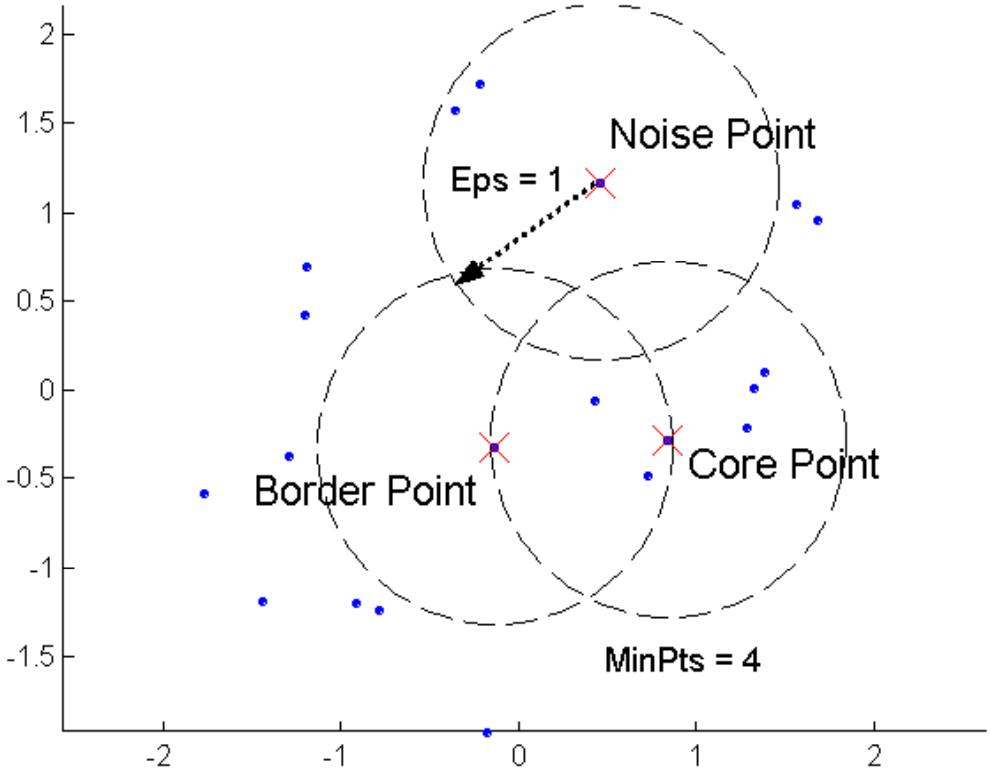 2
1.5
Noise Point
Eps = 1
1
0.5
0
-0.5
Core Point
Border Point
-1
-1.5
MinPts = 4
-2 -1 0 1 2